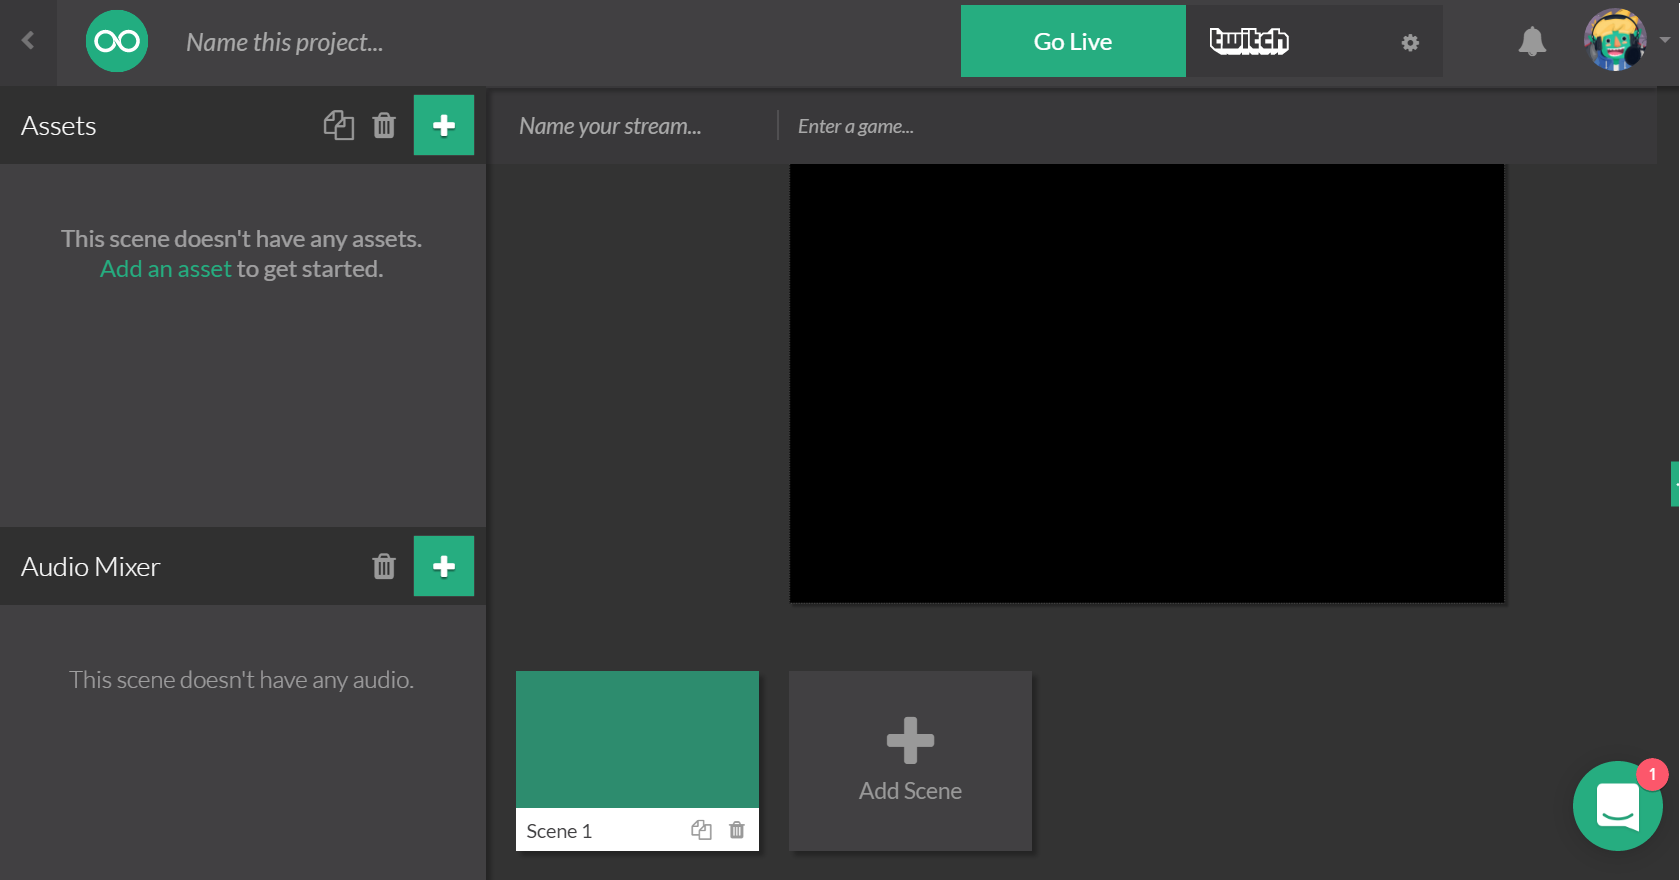 Name this project...
Go Live
twitch
Assets
Name your stream...
Enter a game...
This scene doesn't have any assets.
Add an asset to get started.
Audio Mixer
This scene doesn't have any audio.
Scene 1
Add Scene
1